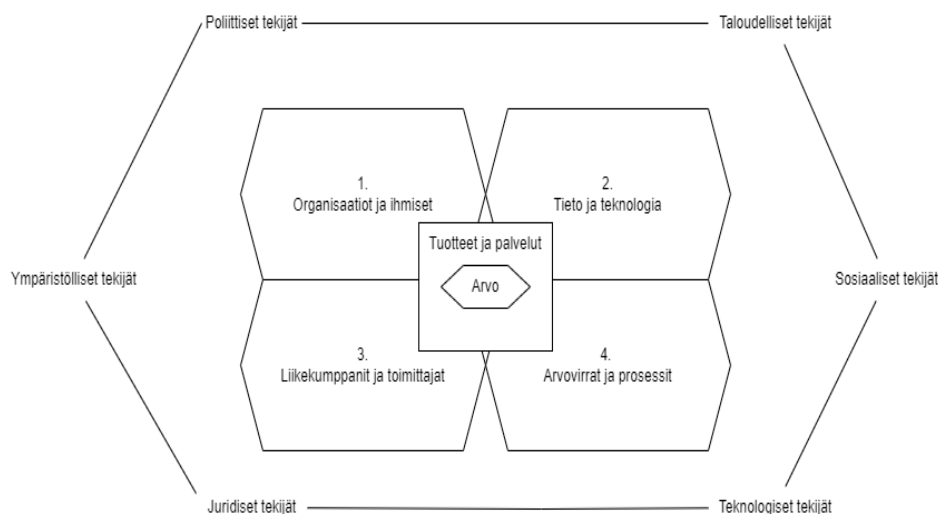 Poliittiset tekijät
Taloudelliset tekijät
1.
Organisaatiot ja ihmiset
2.
Tieto ja teknologia
Tuotteet ja palvelut
Arvo
Ympäristölliset tekijät
Sosiaaliset tekijät
3.
Liikekumppanit ja toimittajat
4.
Arvovirrat ja prosessit
Juridiset tekijät
Teknologiset tekijät